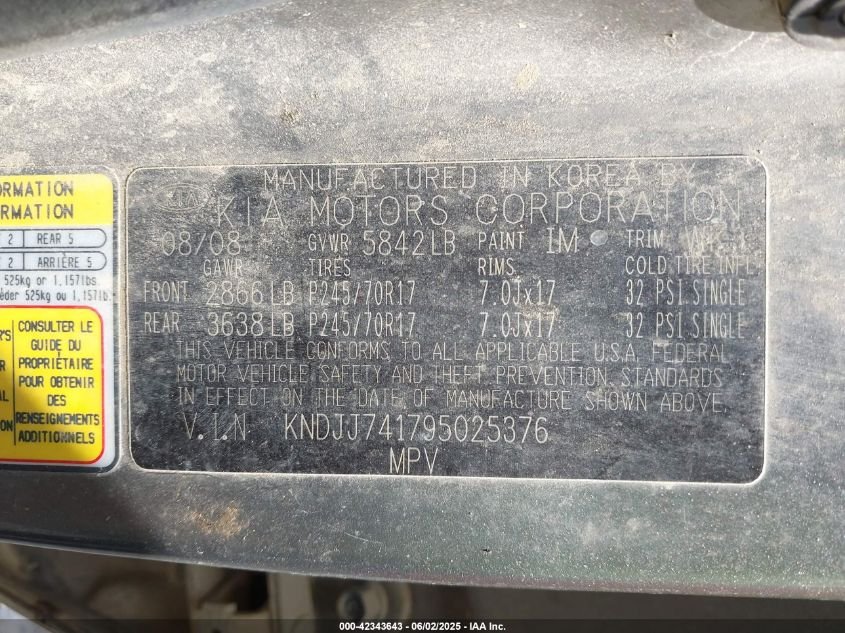 ORMATION
ORMATION
2 REAR 5
2 ARRIÈRE 5
525kg or 1,157lbs.
éder 525kg ou 1,157lb.
CONSULTER LE
GUIDE DU
PROPRIÉTAIRE
POUR OBTENIR
DES
RENSEIGNEMENTS
ADDITIONNELS
KIA
MANUFACTURED IN KOREA BY
KIA MOTORS CORPORATION
08/08 GVWR 5842LB PAINT IM TRIM
GAWR TIRES RIMS COLD TIRE INFL
FRONT 2866LB P245/70R17 7.0Jx17 32 PSI,SINGLE
REAR 3638LB P245/70R17 7.0Jx17 32 PSI,SINGLE
THIS VEHICLE CONFORMS TO ALL APPLICABLE U.S.A. FEDERAL
MOTOR VEHICLE SAFETY AND THEFT PREVENTION STANDARDS
IN EFFECT ON THE DATE OF MANUFACTURE SHOWN ABOVE.
V.I.N: KNDJJ741795025376
MPV
000-42343643 - 06/02/2025 - IAA Inc.